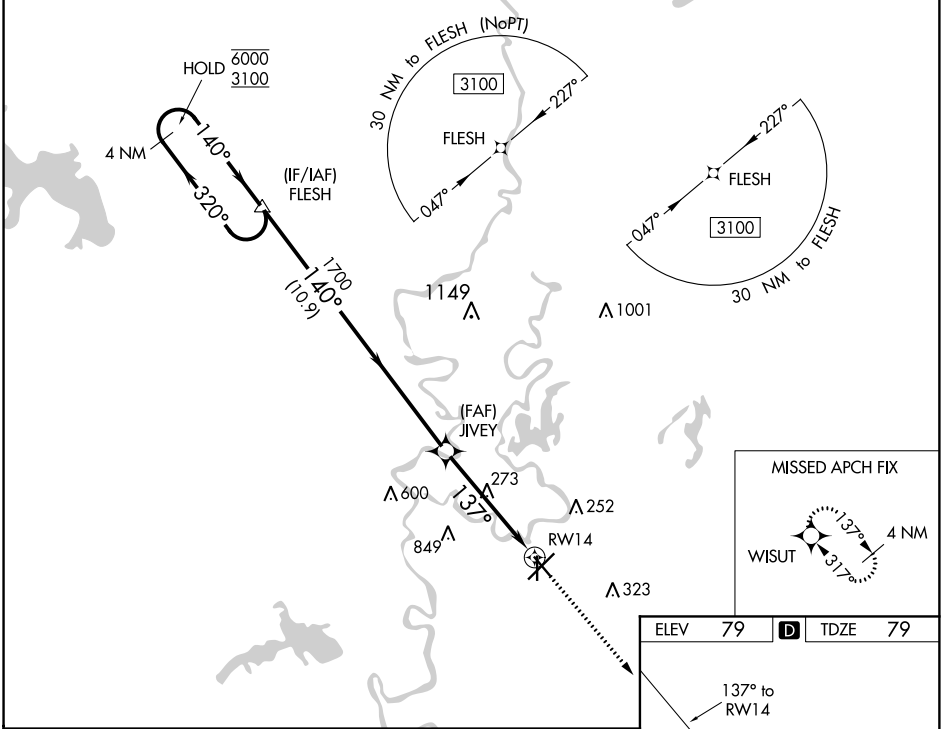 HOLD
6000
3100
4 NM
140°
320°
(IF/IAF)
FLESH
30 NM to FLESH (NoPT)
3100
227°
FLESH
047°
227°
FLESH
047°
3100
30 NM to FLESH
1700
140°
(10.9)
1149
1001
(FAF)
JIVEY
600
273
137°
252
849
RW14
323
MISSED APCH FIX
137°
4 NM
WISUT
317°
ELEV 79 D TDZE 79
137° to
RW14